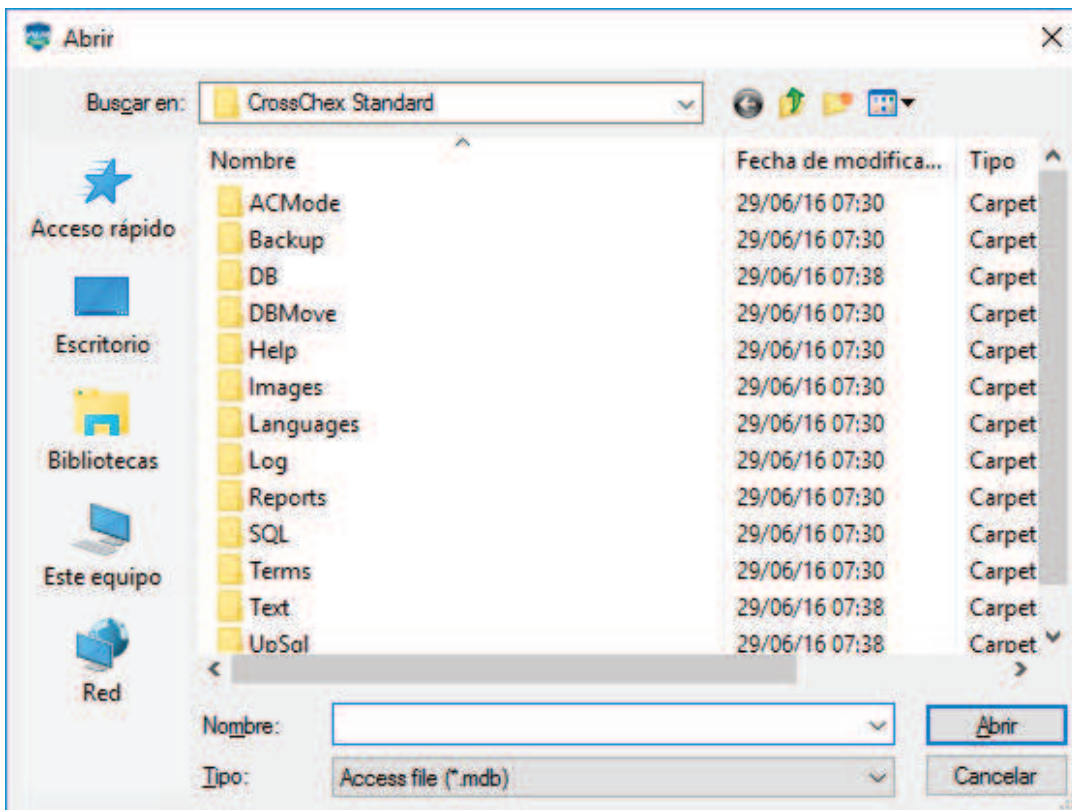 Abrir
Buscar en: CrossChex Standard
Nombre Fecha de modifica... Tipo
ACMode 29/06/16 07:30 Carpet
Backup 29/06/16 07:30 Carpet
DB 29/06/16 07:38 Carpet
DBMove 29/06/16 07:30 Carpet
Help 29/06/16 07:30 Carpet
Images 29/06/16 07:30 Carpet
Languages 29/06/16 07:30 Carpet
Log 29/06/16 07:30 Carpet
Reports 29/06/16 07:30 Carpet
SQL 29/06/16 07:30 Carpet
Terms 29/06/16 07:30 Carpet
Text 29/06/16 07:38 Carpet
UpSql 29/06/16 07:38 Carpet
Acceso rápido
Escritorio
Bibliotecas
Este equipo
Red
Nombre: Abrir
Tipo: Access file (*.mdb) Cancelar